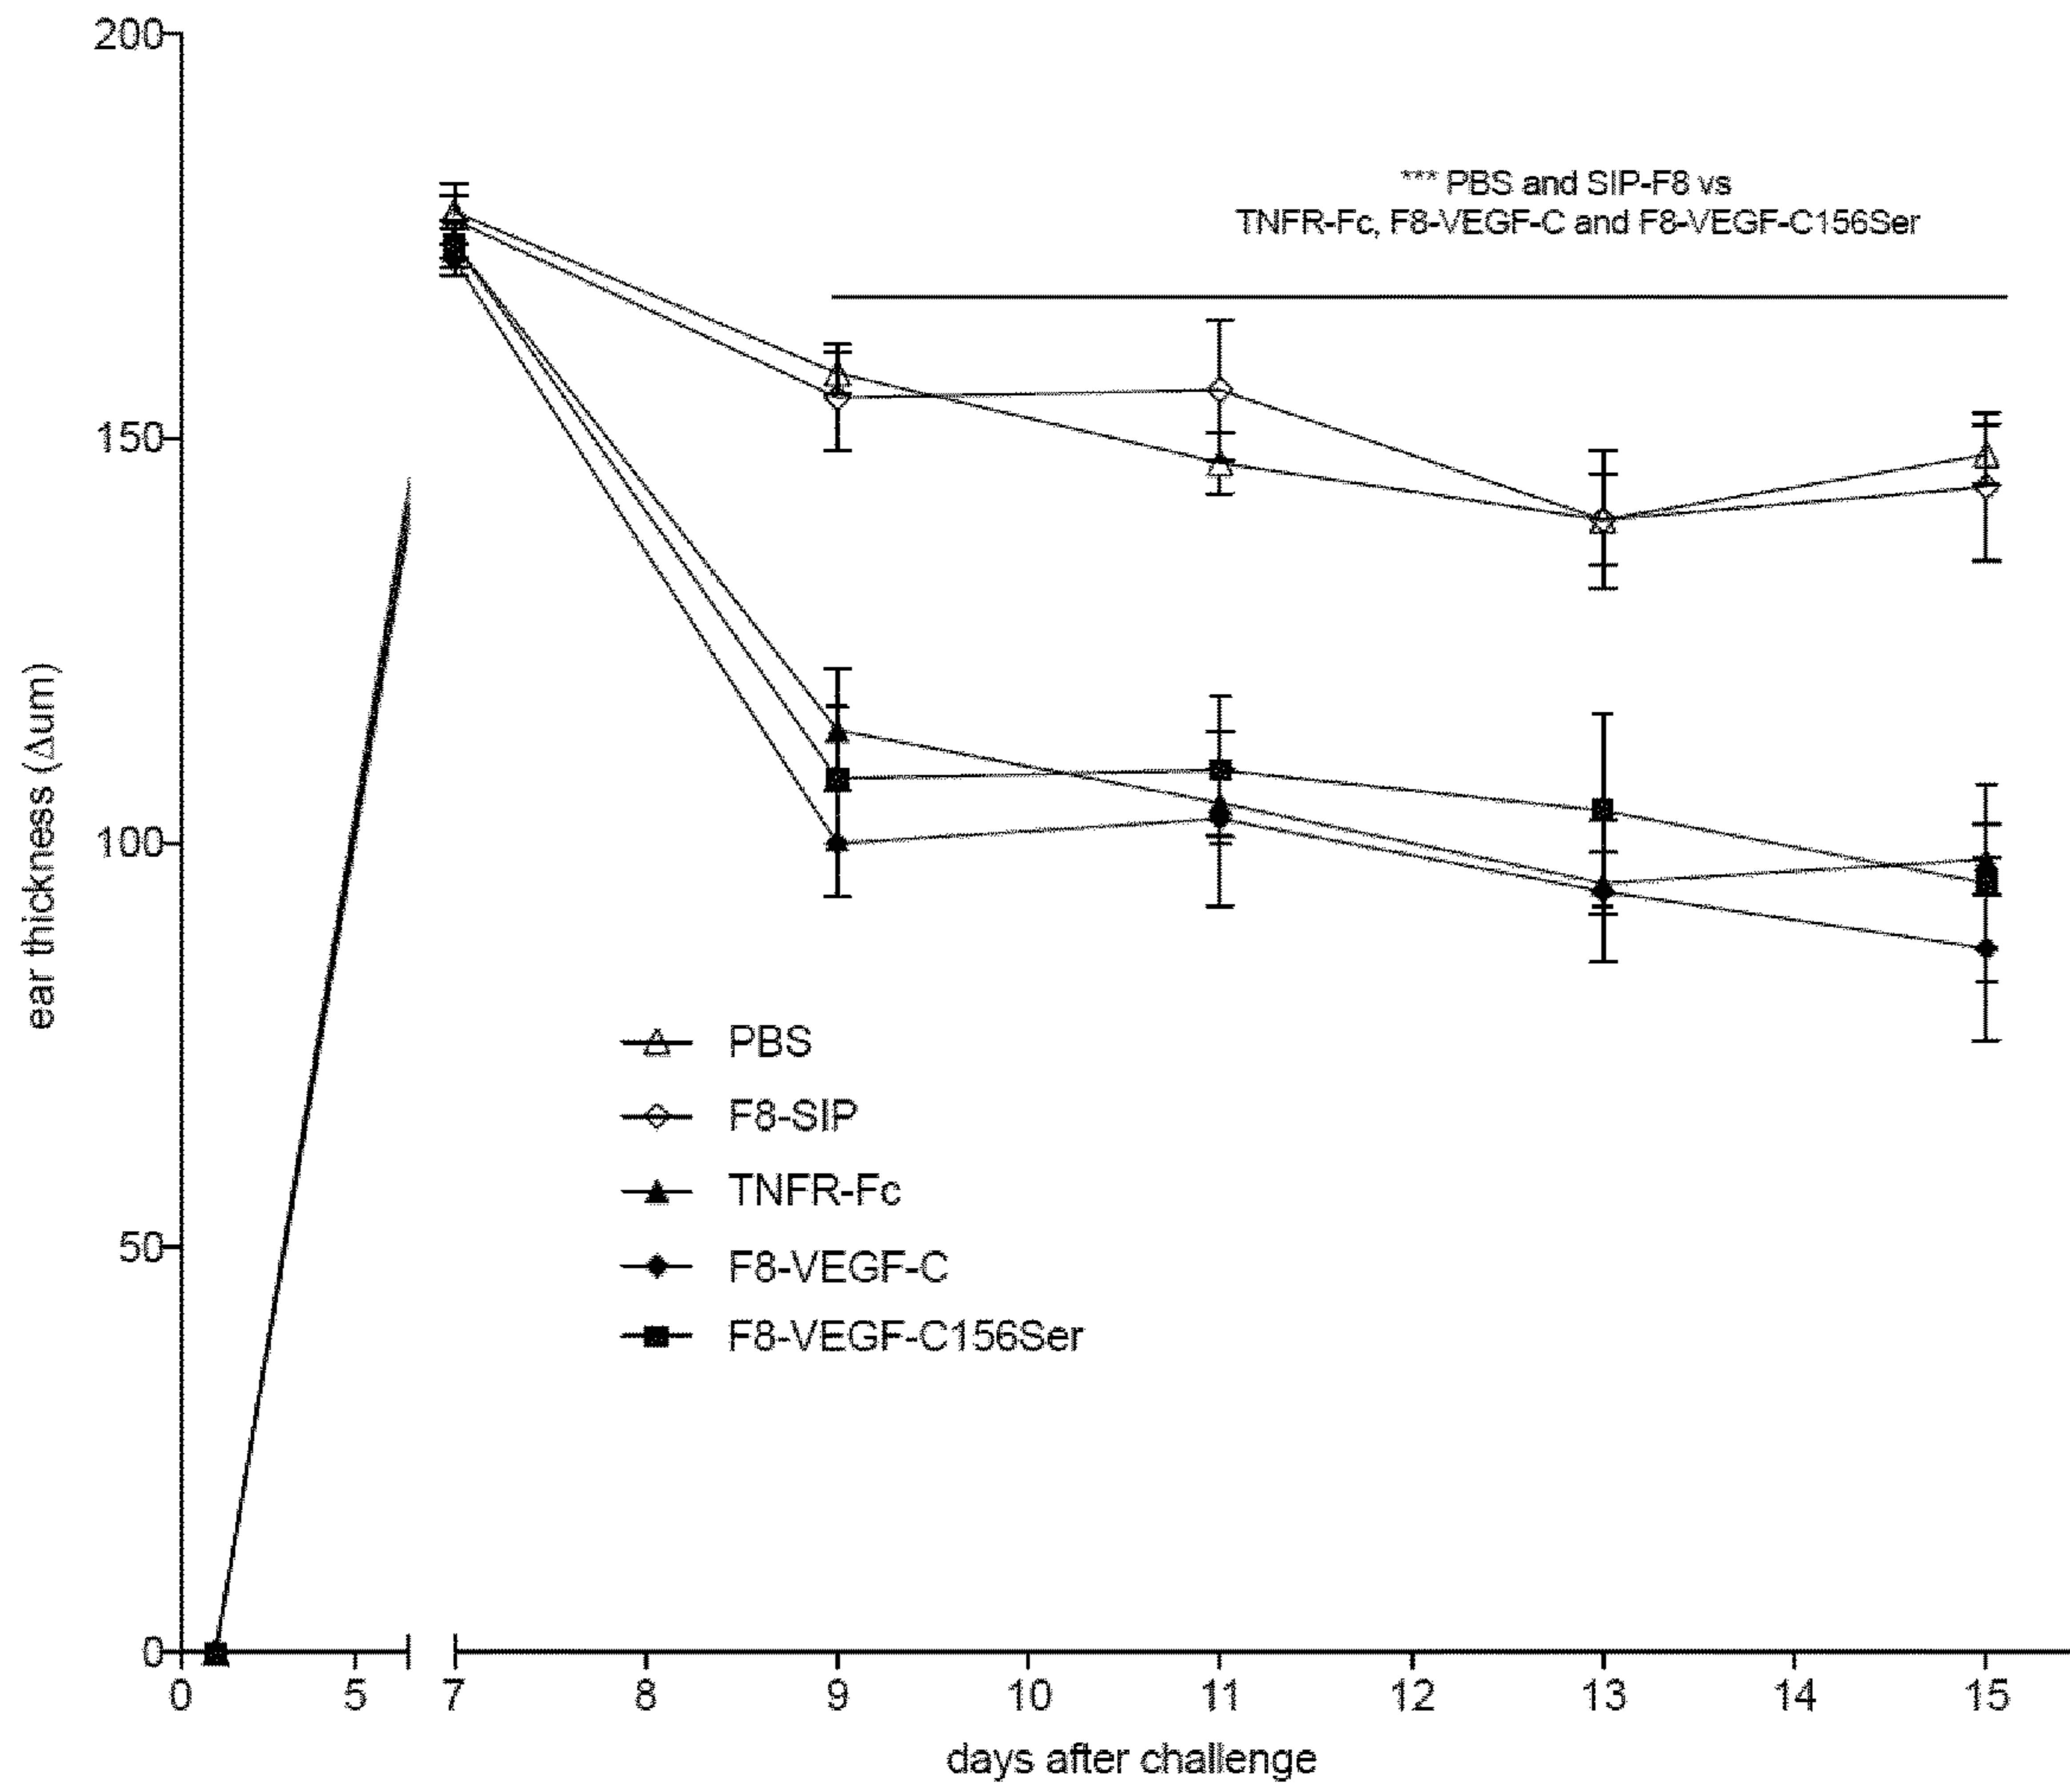 200
*** PBS and SIP-F8 vs
TNFR-Fc, F8-VEGF-C and F8-VEGF-C156Ser
150
ear thickness (Δum)
100
PBS
F8-SIP
TNFR-Fc
50
F8-VEGF-C
F8-VEGF-C156Ser
0
0 5 7 8 9 10 11 12 13 14 15
days after challenge